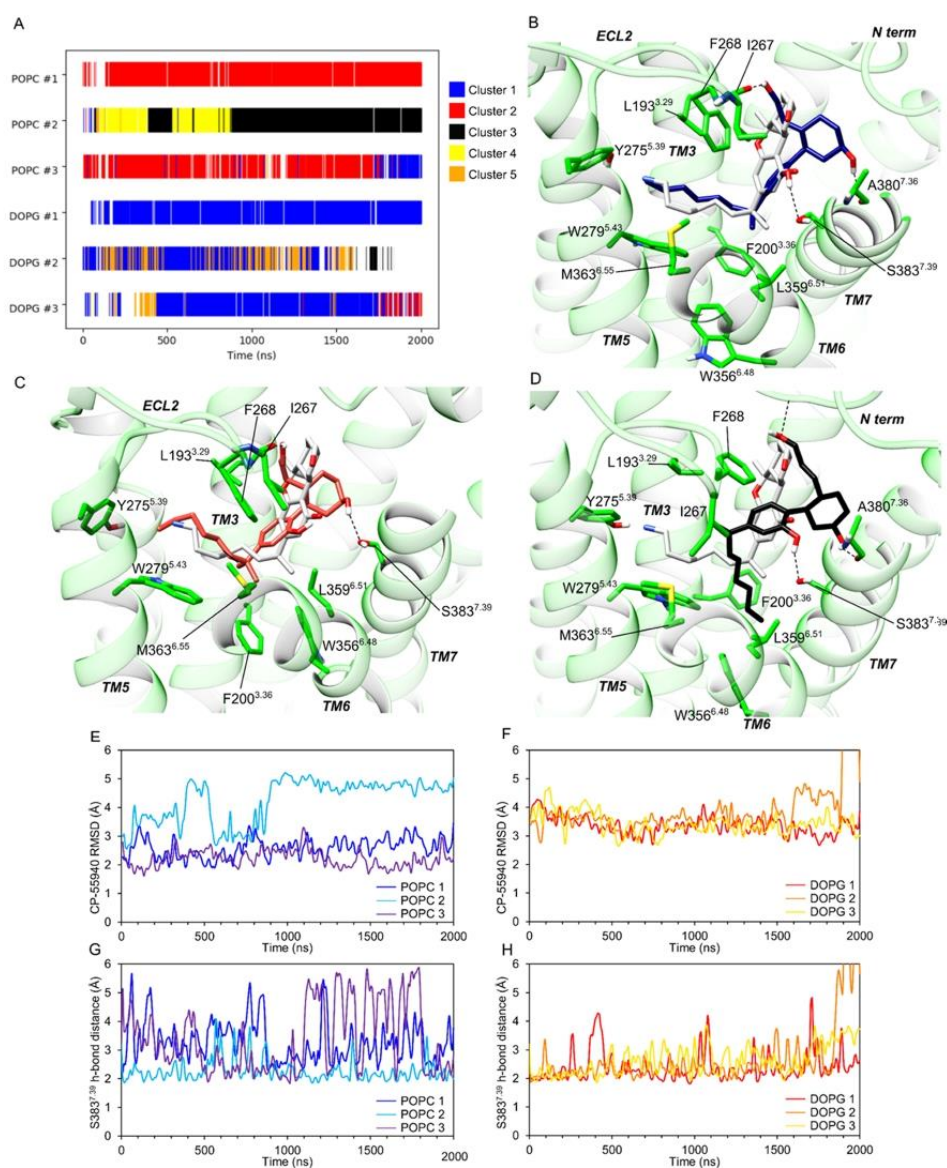 A
POPC #1
POPC #2
POPC #3
DOPG #1
DOPG #2
DOPG #3
0 500 1000 1500 2000
Time (ns)
Cluster 1
Cluster 2
Cluster 3
Cluster 4
Cluster 5
B
ECL2
N term
F268
I267
L193³·²⁹
TM3
Y275⁵·³⁹
A380⁷·³⁶
W279⁵·⁴³
F200³·³⁶
M363⁶·⁵⁵
L359⁶·⁵¹
S383⁷·³⁹
TM7
TM5
TM6
W356⁶·⁴⁸
C
ECL2
F268
I267
L193³·²⁹
Y275⁵·³⁹
TM3
W279⁵·⁴³
L359⁶·⁵¹
S383⁷·³⁹
M363⁶·⁵⁵
W356⁶·⁴⁸
TM7
TM5
F200³·³⁶
TM6
D
N term
F268
L193³·²⁹
TM3
Y275⁵·³⁹
I267
A380⁷·³⁶
W279⁵·⁴³
F200³·³⁶
M363⁶·⁵⁵
L359⁶·⁵¹
S383⁷·³⁹
TM7
TM5
W356⁶·⁴⁸
TM6
E
CP-55940 RMSD (Å)
6
5
4
3
2
1
0
POPC 1
POPC 2
POPC 3
0 500 1000 1500 2000
Time (ns)
F
CP-55940 RMSD (Å)
6
5
4
3
2
1
0
DOPG 1
DOPG 2
DOPG 3
0 500 1000 1500 2000
Time (ns)
G
S383⁷·³⁹ h-bond distance (Å)
6
5
4
3
2
1
0
POPC 1
POPC 2
POPC 3
0 500 1000 1500 2000
Time (ns)
H
S383⁷·³⁹ h-bond distance (Å)
6
5
4
3
2
1
0
DOPG 1
DOPG 2
DOPG 3
0 500 1000 1500 2000
Time (ns)